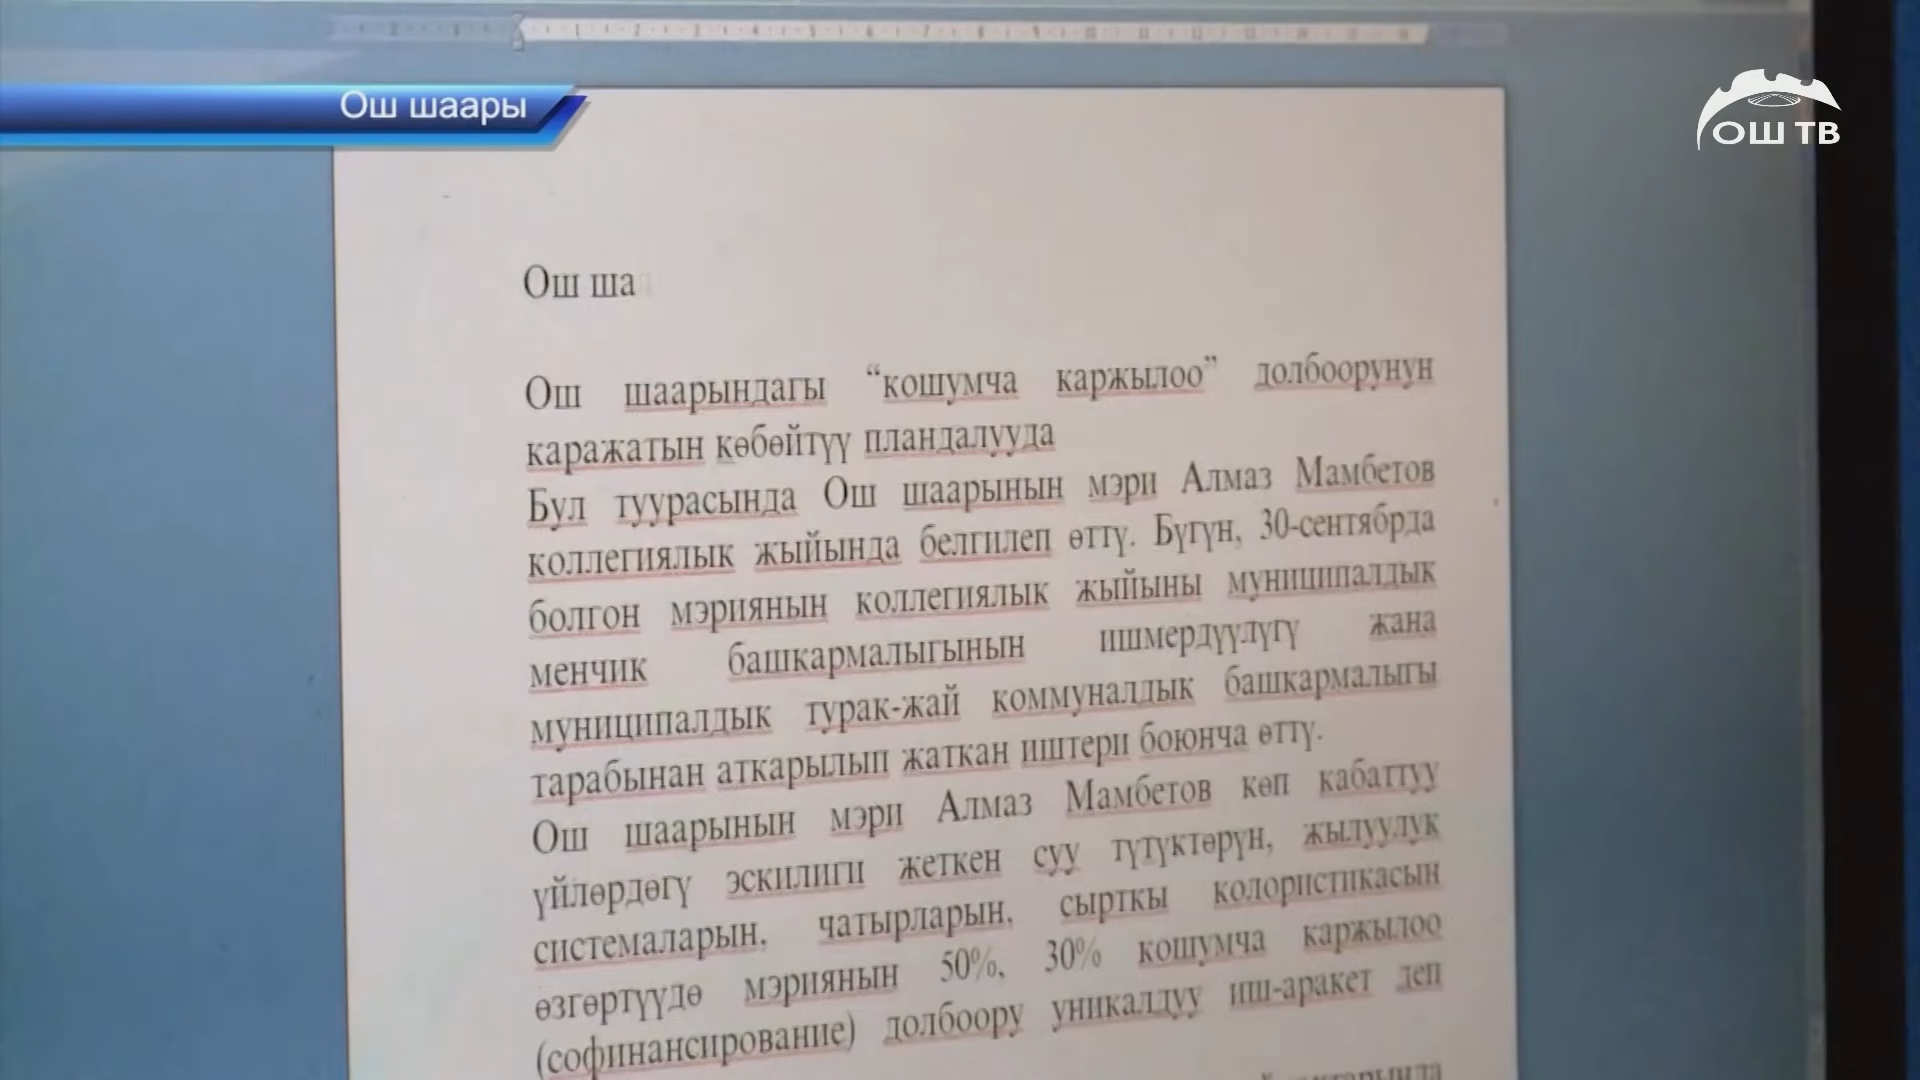 Ош шаары
ОШ ТВ
Ош ша
Ош шаарындагы “кошумча каржылоо” долбоорунун
каражатын көбөйтүү пландалууда
Бул туурасында Ош шаарынын мэри Алмаз Мамбетов
коллегиялык жыйында белгилеп өттү. Бүгүн, 30-сентябрда
болгон мэриянын коллегиялык жыйыны муниципалдык
менчик башкармалыгынын ишмердүүлүгү жана
муниципалдык турак-жай коммуналдык башкармалыгы
тарабынан аткарылып жаткан иштери боюнча өттү.
Ош шаарынын мэри Алмаз Мамбетов көп кабаттуу
үйлөрдөгү эскилиги жеткен суу түтүктөрүн, жылуулук
системаларын, чатырларын, сырткы колористикасын
өзгөртүүдө мэриянын 50%, 30% кошумча каржылоо
(софинансирование) долбоору уникалдуу иш-аракет деп